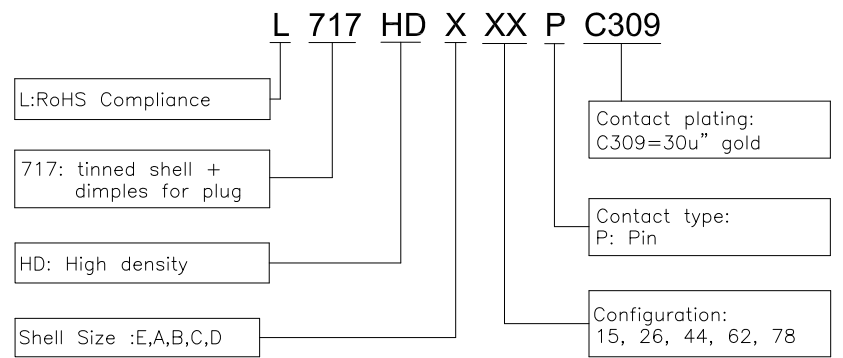 L 717 HD X XX P C309
L:RoHS Compliance
717: tinned shell +
dimples for plug
HD: High density
Shell Size :E,A,B,C,D
Contact plating:
C309=30u” gold
Contact type:
P: Pin
Configuration:
15, 26, 44, 62, 78